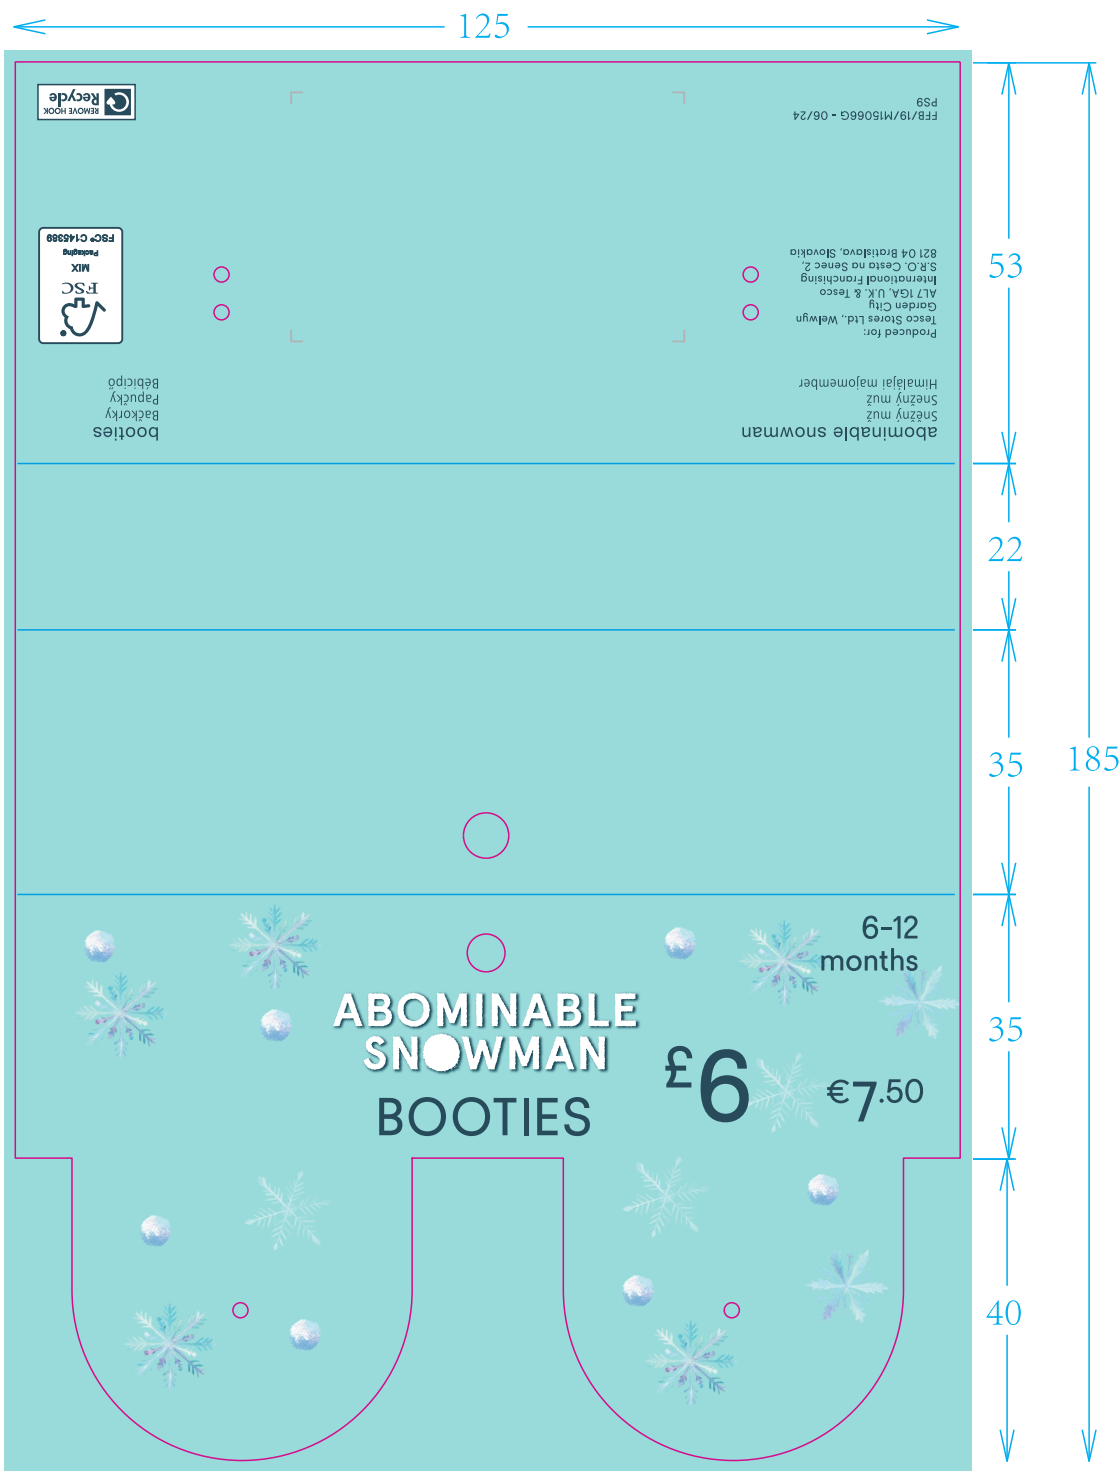 125
REMOVE HOOK
Recycle
FFB/19/M15066G - 06/24
PS9
FSC
MIX
Packaging
FSC® C145389
Produced for:
Tesco Stores Ltd., Welwyn
Garden City
AL7 1GA, U.K. & Tesco
International Franchising
S.R.O. Cesta na Senec 2,
821 04 Bratislava, Slovakia
abominable snowman
Sněžný muž
Snežný muž
Himalájai majomember
booties
Bačkorky
Papučky
Bébicipő
53
22
35
185
6-12
months
ABOMINABLE
SNOWMAN
BOOTIES
£6
€7.50
35
40